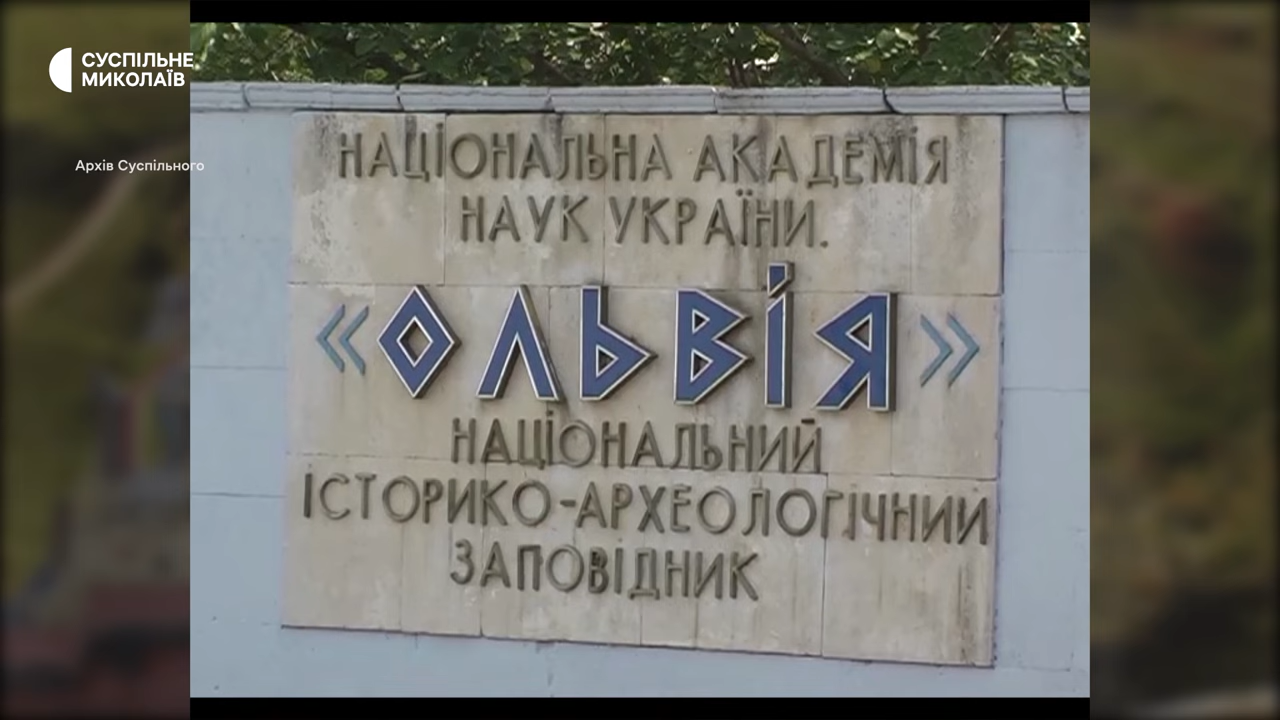 СУСПІЛЬНЕ
МИКОЛАЇВ
Архів Суспільного
НАЦІОНАЛЬНА АКАДЕМІЯ
НАУК УКРАЇНИ.
«ОЛЬВІЯ»
НАЦІОНАЛЬНИЙ
ІСТОРИКО-АРХЕОЛОГІЧНИЙ
ЗАПОВІДНИК